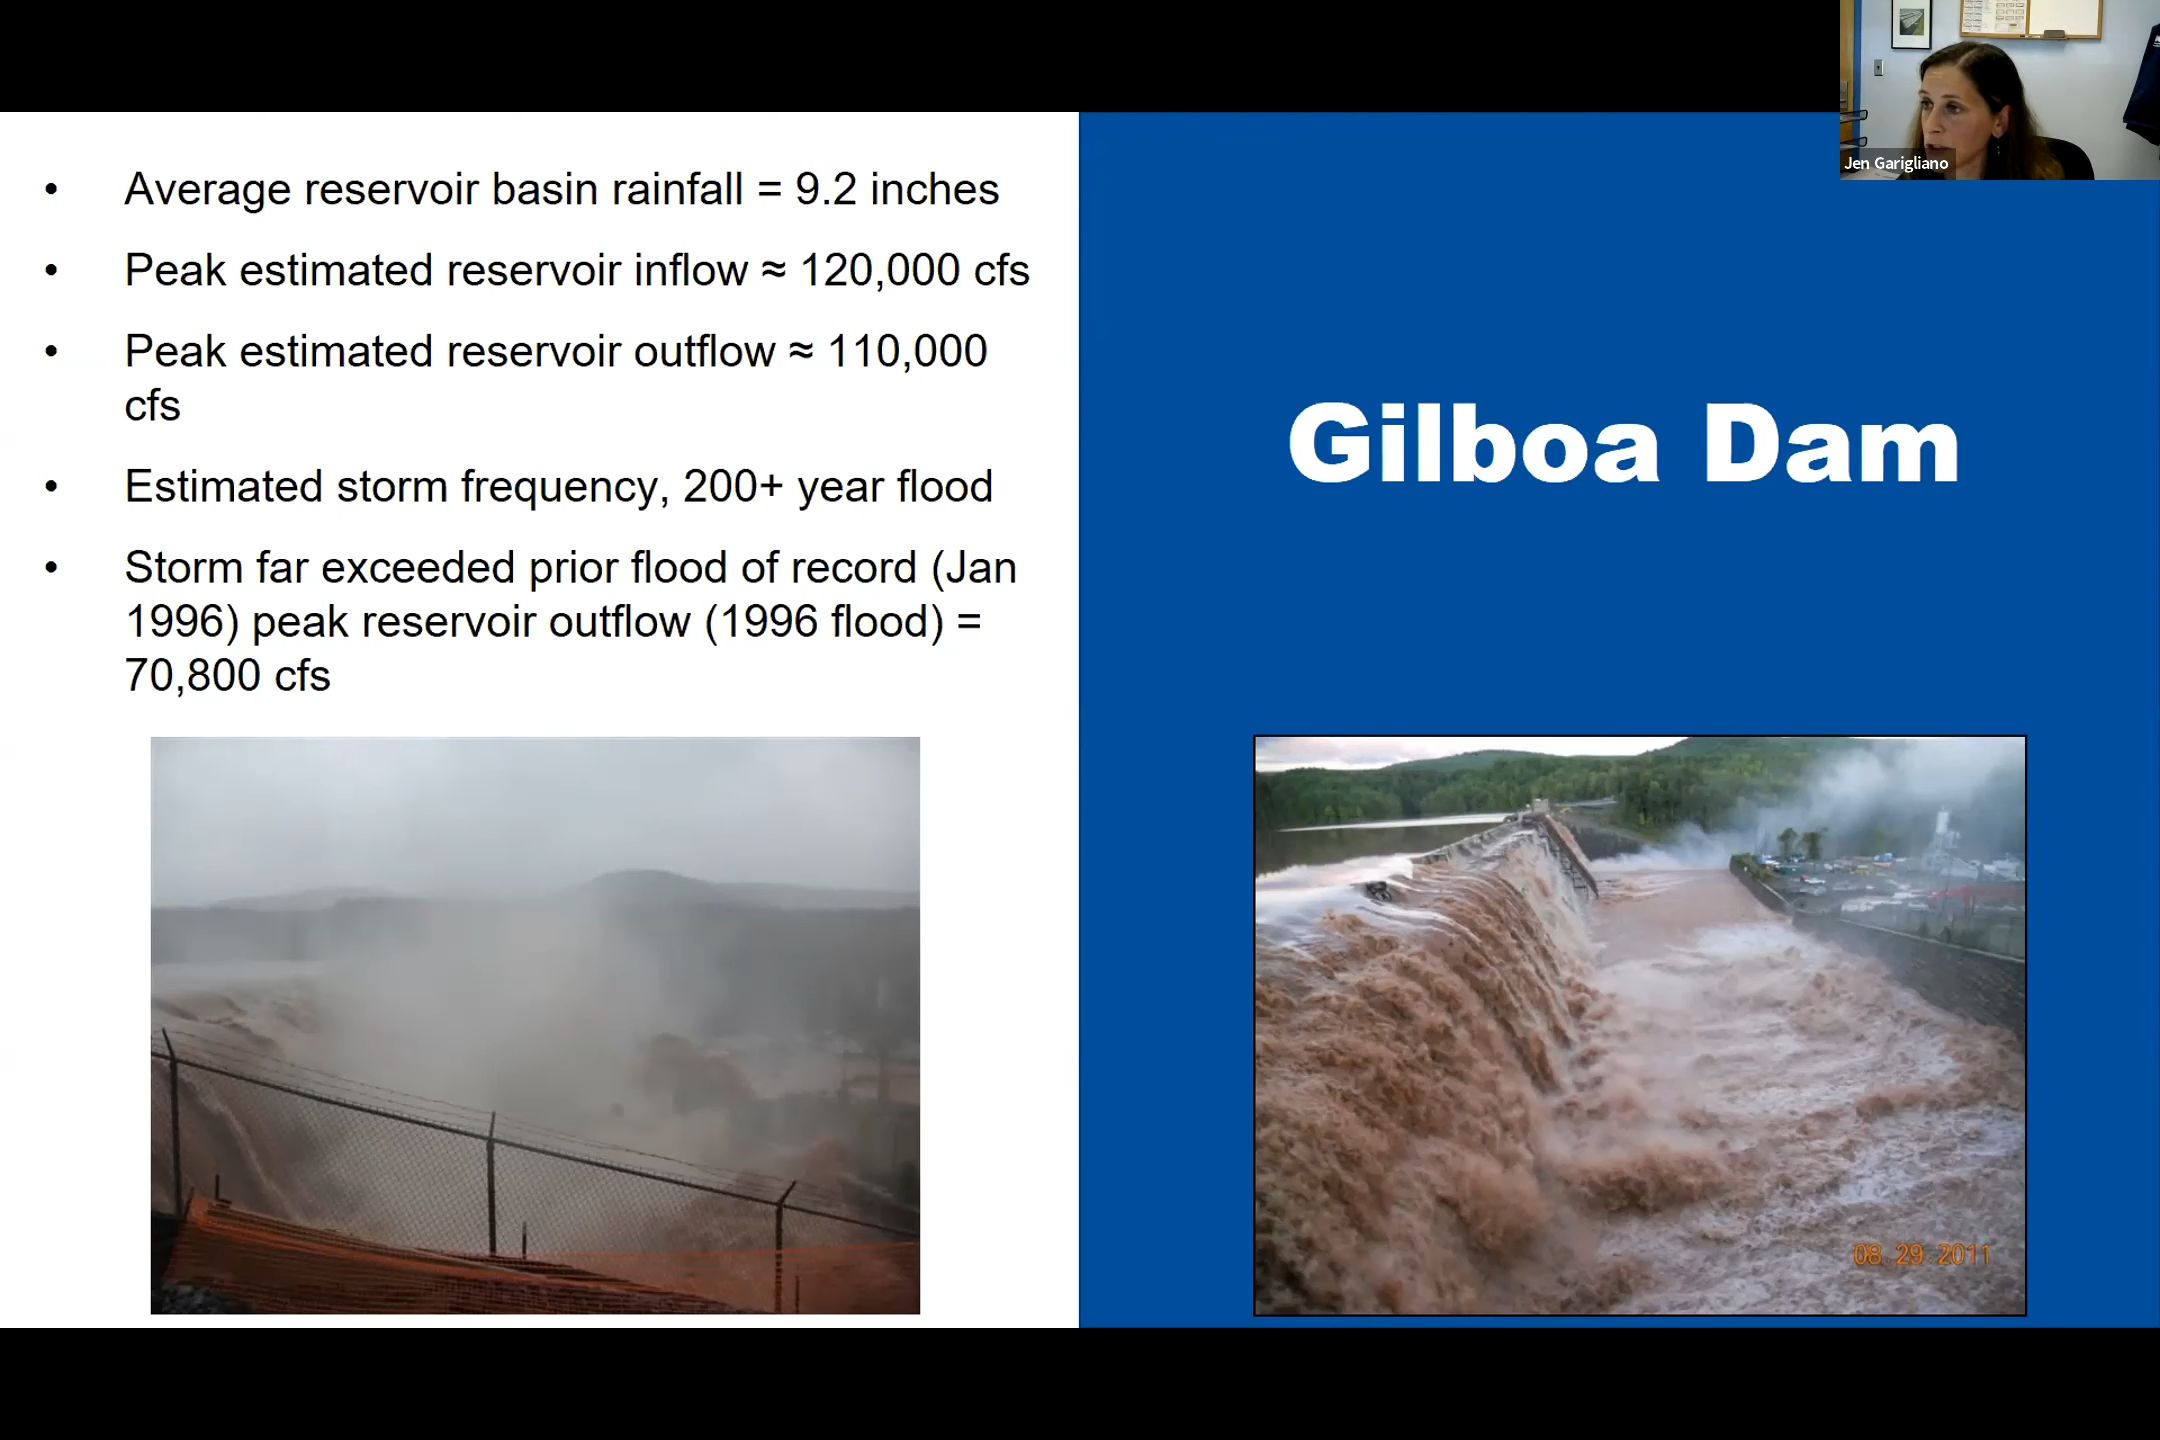 Jen Garigliano
• Average reservoir basin rainfall = 9.2 inches
• Peak estimated reservoir inflow ≈ 120,000 cfs
• Peak estimated reservoir outflow ≈ 110,000
cfs
• Estimated storm frequency, 200+ year flood
• Storm far exceeded prior flood of record (Jan
1996) peak reservoir outflow (1996 flood) =
70,800 cfs
Gilboa Dam
08.29.2011